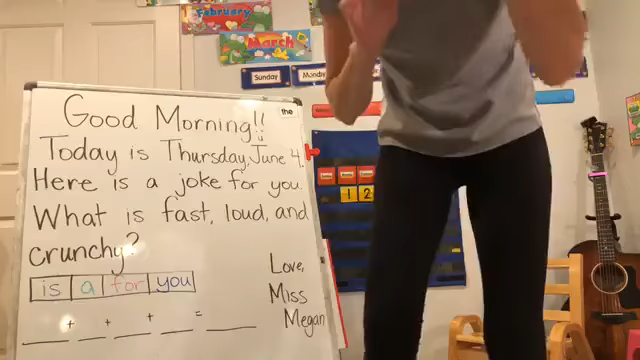 February
March
Sunday
the
Good Morning!!
Today is Thursday, June 4.
Here is a joke for you.
What is fast, loud, and
crunchy?
is a for you
+ + + =
Love,
Miss
Megan
1 2